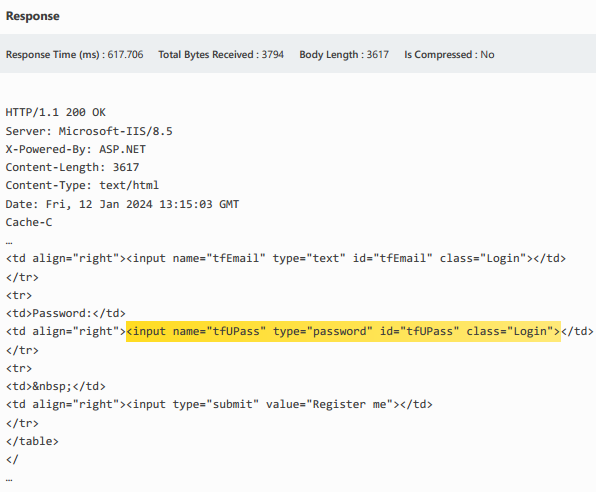 Response
Response Time (ms) : 617.706 Total Bytes Received : 3794 Body Length : 3617 Is Compressed : No
HTTP/1.1 200 OK
Server: Microsoft-IIS/8.5
X-Powered-By: ASP.NET
Content-Length: 3617
Content-Type: text/html
Date: Fri, 12 Jan 2024 13:15:03 GMT
Cache-C
…
<td align="right"><input name="tfEmail" type="text" id="tfEmail" class="Login"></td>
</tr>
<tr>
<td>Password:</td>
<td align="right"><input name="tfUPass" type="password" id="tfUPass" class="Login"></td>
</tr>
<tr>
<td>&nbsp;</td>
<td align="right"><input type="submit" value="Register me"></td>
</tr>
</table>
</
…